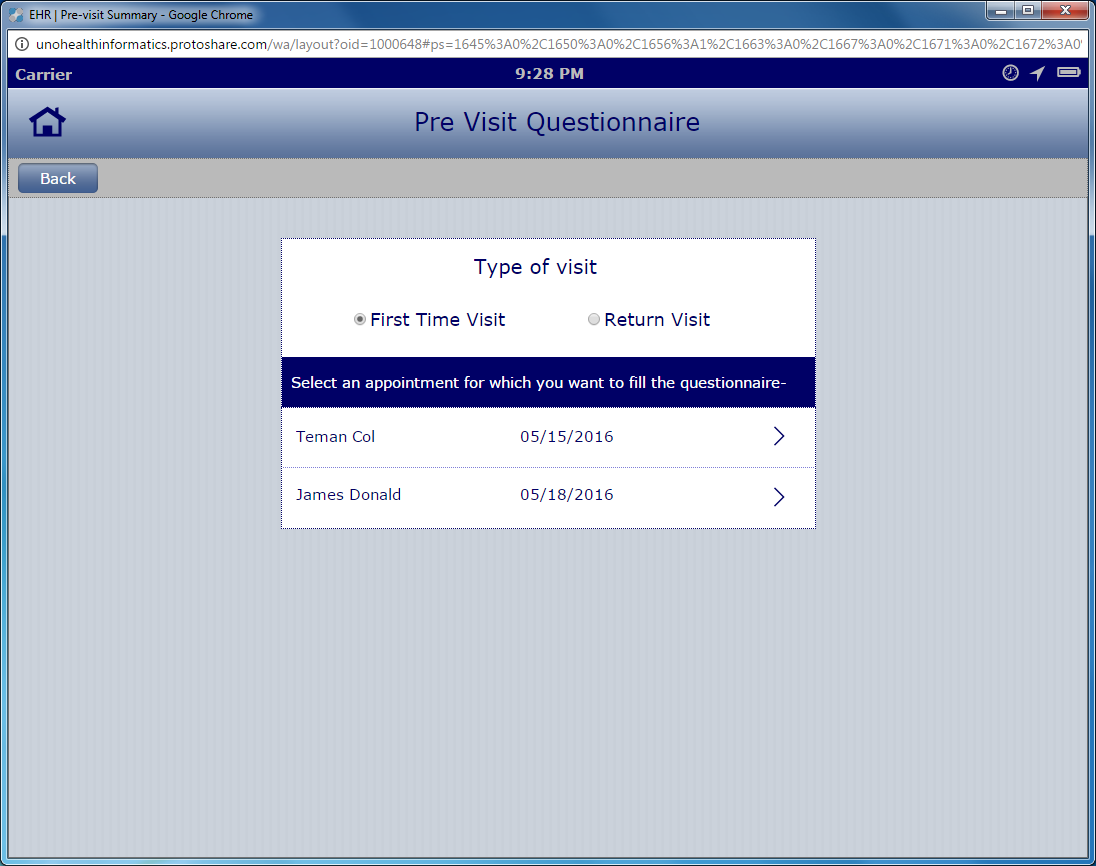 EHR | Pre-visit Summary - Google Chrome
unohealthinformatics.protoshare.com/wa/layout?oid=1000648#ps=1645%3A0%2C1650%3A0%2C1656%3A1%2C1663%3A0%2C1667%3A0%2C1671%3A0%2C1672%3A0
Carrier 9:28 PM
Pre Visit Questionnaire
Back
Type of visit
First Time Visit Return Visit
Select an appointment for which you want to fill the questionnaire-
Teman Col 05/15/2016
James Donald 05/18/2016